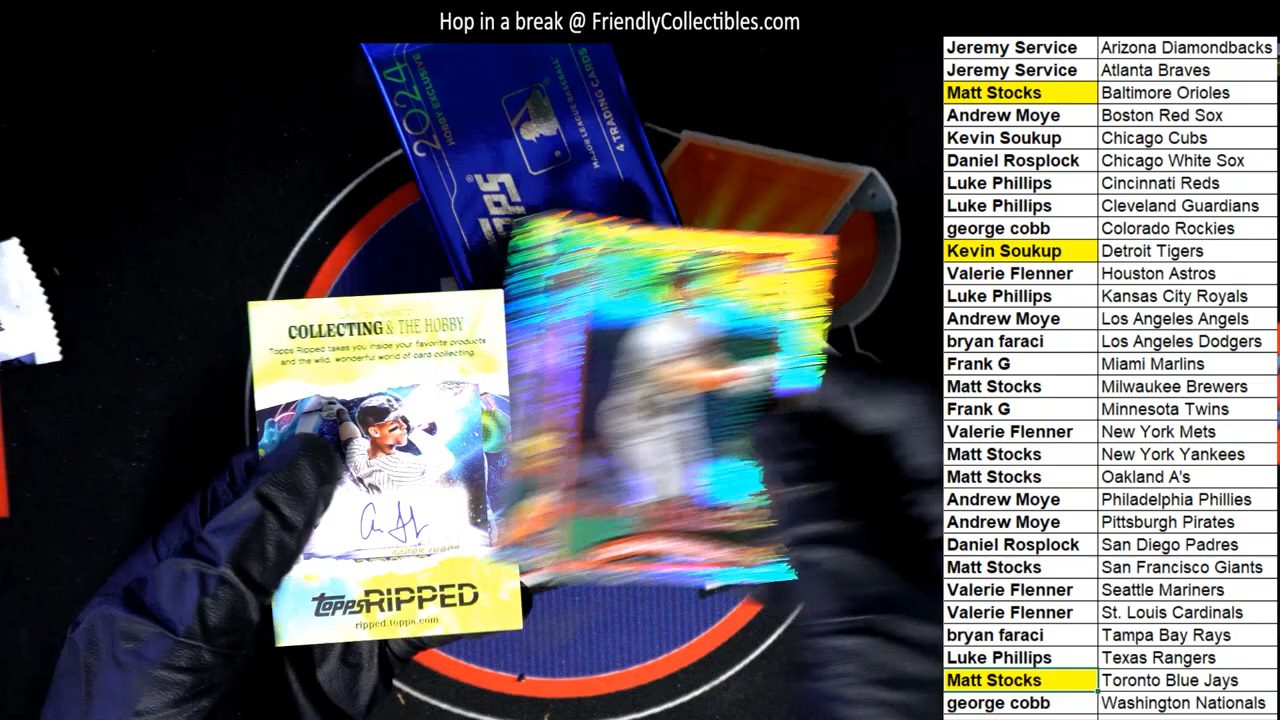 Hop in a break @ FriendlyCollectibles.com
2024
HOBBY EXCLUSIVE
MAJOR LEAGUE BASEBALL
4 TRADING CARDS
COLLECTING & THE HOBBY
Topps Ripped takes you inside your favorite products
and the wild, wonderful world of card collecting.
topps RIPPED
ripped.topps.com
Jeremy Service Arizona Diamondbacks
Jeremy Service Atlanta Braves
Matt Stocks Baltimore Orioles
Andrew Moye Boston Red Sox
Kevin Soukup Chicago Cubs
Daniel Rosplock Chicago White Sox
Luke Phillips Cincinnati Reds
Luke Phillips Cleveland Guardians
george cobb Colorado Rockies
Kevin Soukup Detroit Tigers
Valerie Flenner Houston Astros
Luke Phillips Kansas City Royals
Andrew Moye Los Angeles Angels
bryan faraci Los Angeles Dodgers
Frank G Miami Marlins
Matt Stocks Milwaukee Brewers
Frank G Minnesota Twins
Valerie Flenner New York Mets
Matt Stocks New York Yankees
Matt Stocks Oakland A's
Andrew Moye Philadelphia Phillies
Andrew Moye Pittsburgh Pirates
Daniel Rosplock San Diego Padres
Matt Stocks San Francisco Giants
Valerie Flenner Seattle Mariners
Valerie Flenner St. Louis Cardinals
bryan faraci Tampa Bay Rays
Luke Phillips Texas Rangers
Matt Stocks Toronto Blue Jays
george cobb Washington Nationals